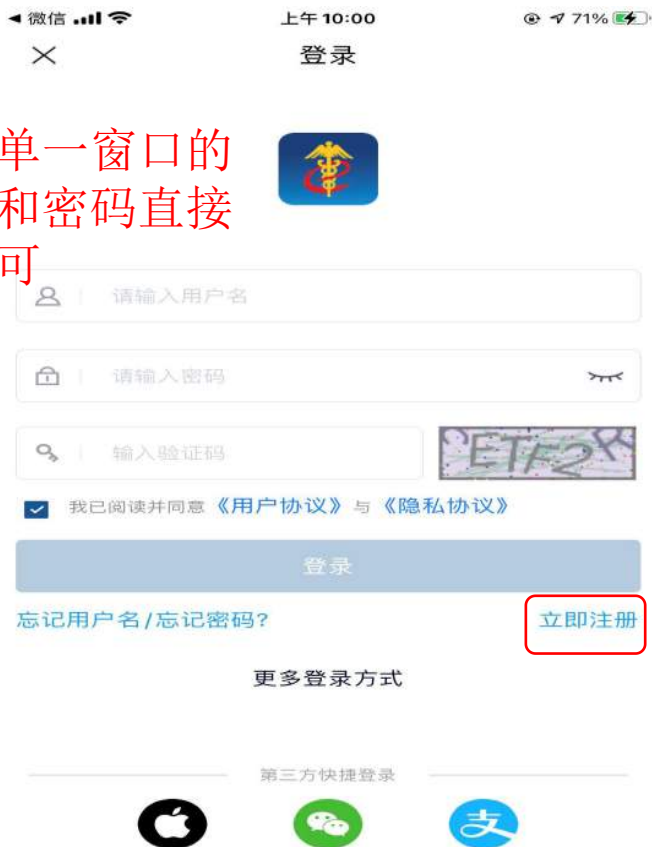 微信
上午10:00
71%
登录
单一窗口的
和密码直接
可
请输入用户名
请输入密码
输入验证码
CETF2R
我已阅读并同意《用户协议》与《隐私协议》
登录
忘记用户名/忘记密码?
立即注册
更多登录方式
第三方快捷登录
支